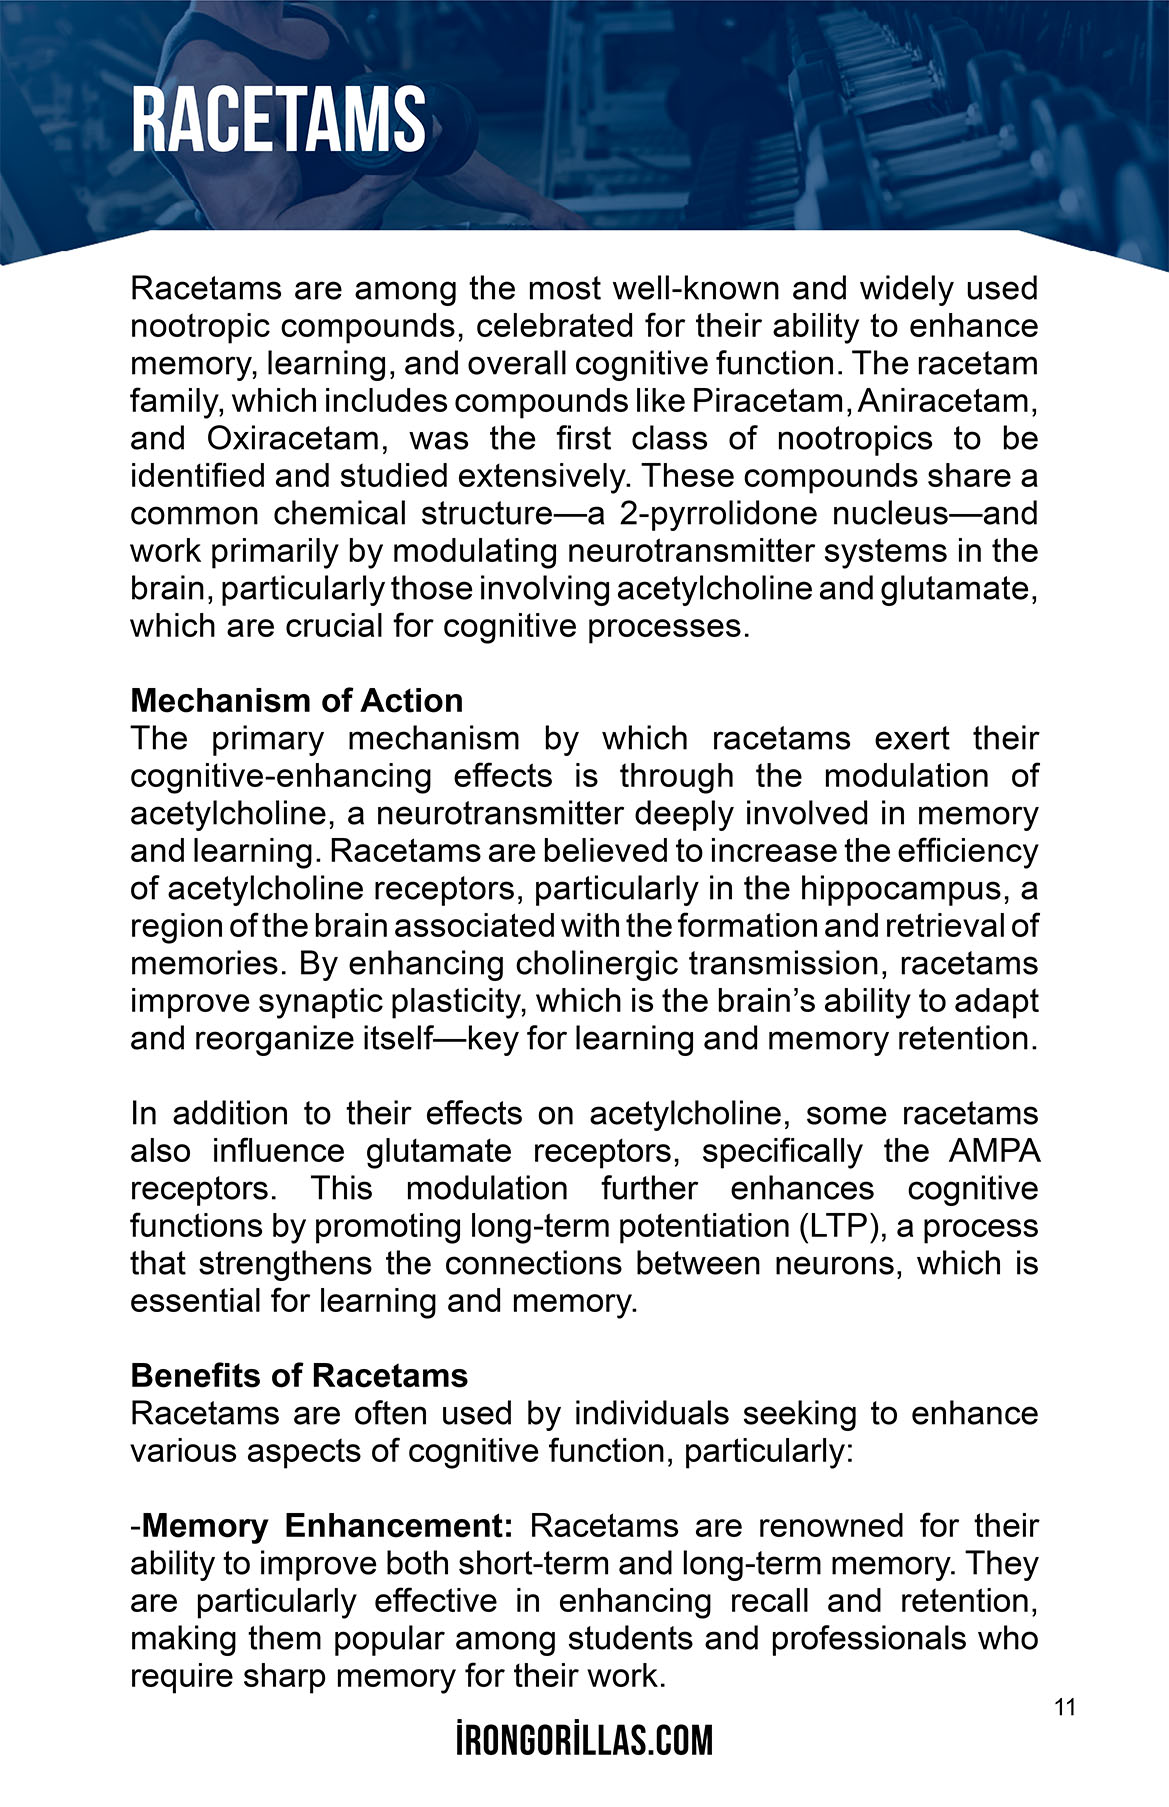 RACETAMS
Racetams are among the most well-known and widely used
nootropic compounds, celebrated for their ability to enhance
memory, learning, and overall cognitive function. The racetam
family, which includes compounds like Piracetam, Aniracetam,
and Oxiracetam, was the first class of nootropics to be
identified and studied extensively. These compounds share a
common chemical structure—a 2-pyrrolidone nucleus—and
work primarily by modulating neurotransmitter systems in the
brain, particularly those involving acetylcholine and glutamate,
which are crucial for cognitive processes.
Mechanism of Action
The primary mechanism by which racetams exert their
cognitive-enhancing effects is through the modulation of
acetylcholine, a neurotransmitter deeply involved in memory
and learning. Racetams are believed to increase the efficiency
of acetylcholine receptors, particularly in the hippocampus, a
region of the brain associated with the formation and retrieval of
memories. By enhancing cholinergic transmission, racetams
improve synaptic plasticity, which is the brain’s ability to adapt
and reorganize itself—key for learning and memory retention.
In addition to their effects on acetylcholine, some racetams
also influence glutamate receptors, specifically the AMPA
receptors. This modulation further enhances cognitive
functions by promoting long-term potentiation (LTP), a process
that strengthens the connections between neurons, which is
essential for learning and memory.
Benefits of Racetams
Racetams are often used by individuals seeking to enhance
various aspects of cognitive function, particularly:
-Memory Enhancement: Racetams are renowned for their
ability to improve both short-term and long-term memory. They
are particularly effective in enhancing recall and retention,
making them popular among students and professionals who
require sharp memory for their work.
11
iRONGORiLLAS.COM